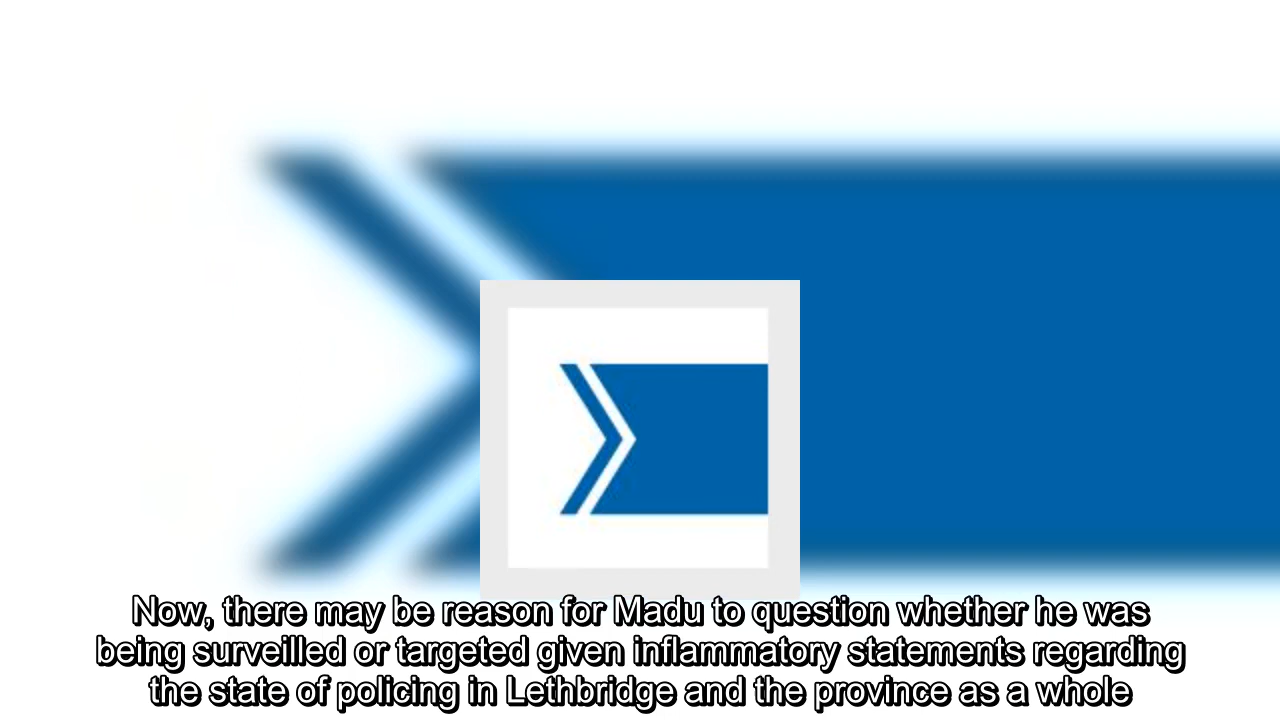 Now, there may be reason for Madu to question whether he was
being surveilled or targeted given inflammatory statements regarding
the state of policing in Lethbridge and the province as a whole